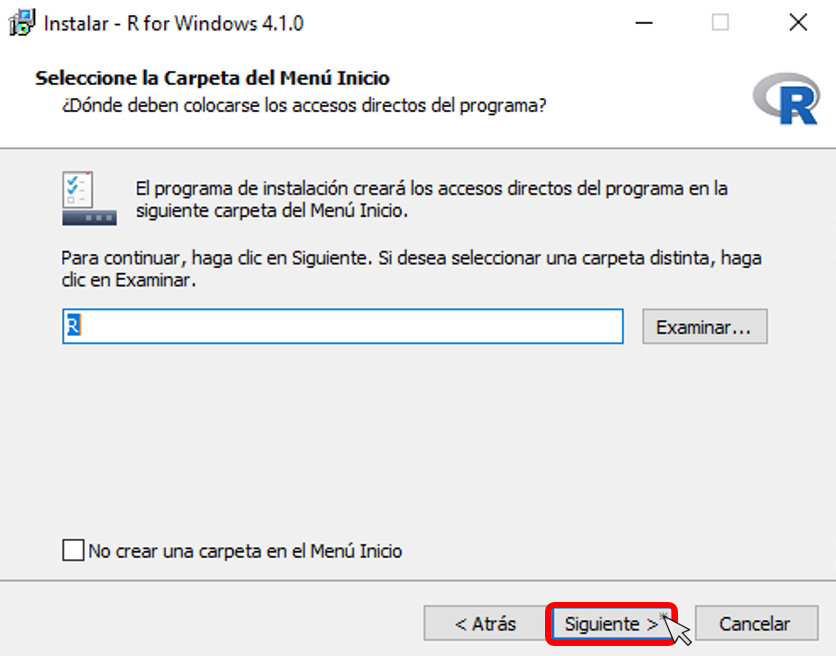 Instalar - R for Windows 4.1.0
Seleccione la Carpeta del Menú Inicio
¿Dónde deben colocarse los accesos directos del programa?
R
El programa de instalación creará los accesos directos del programa en la
siguiente carpeta del Menú Inicio.
Para continuar, haga clic en Siguiente. Si desea seleccionar una carpeta distinta, haga
clic en Examinar.
R
Examinar...
No crear una carpeta en el Menú Inicio
< Atrás
Siguiente >
Cancelar